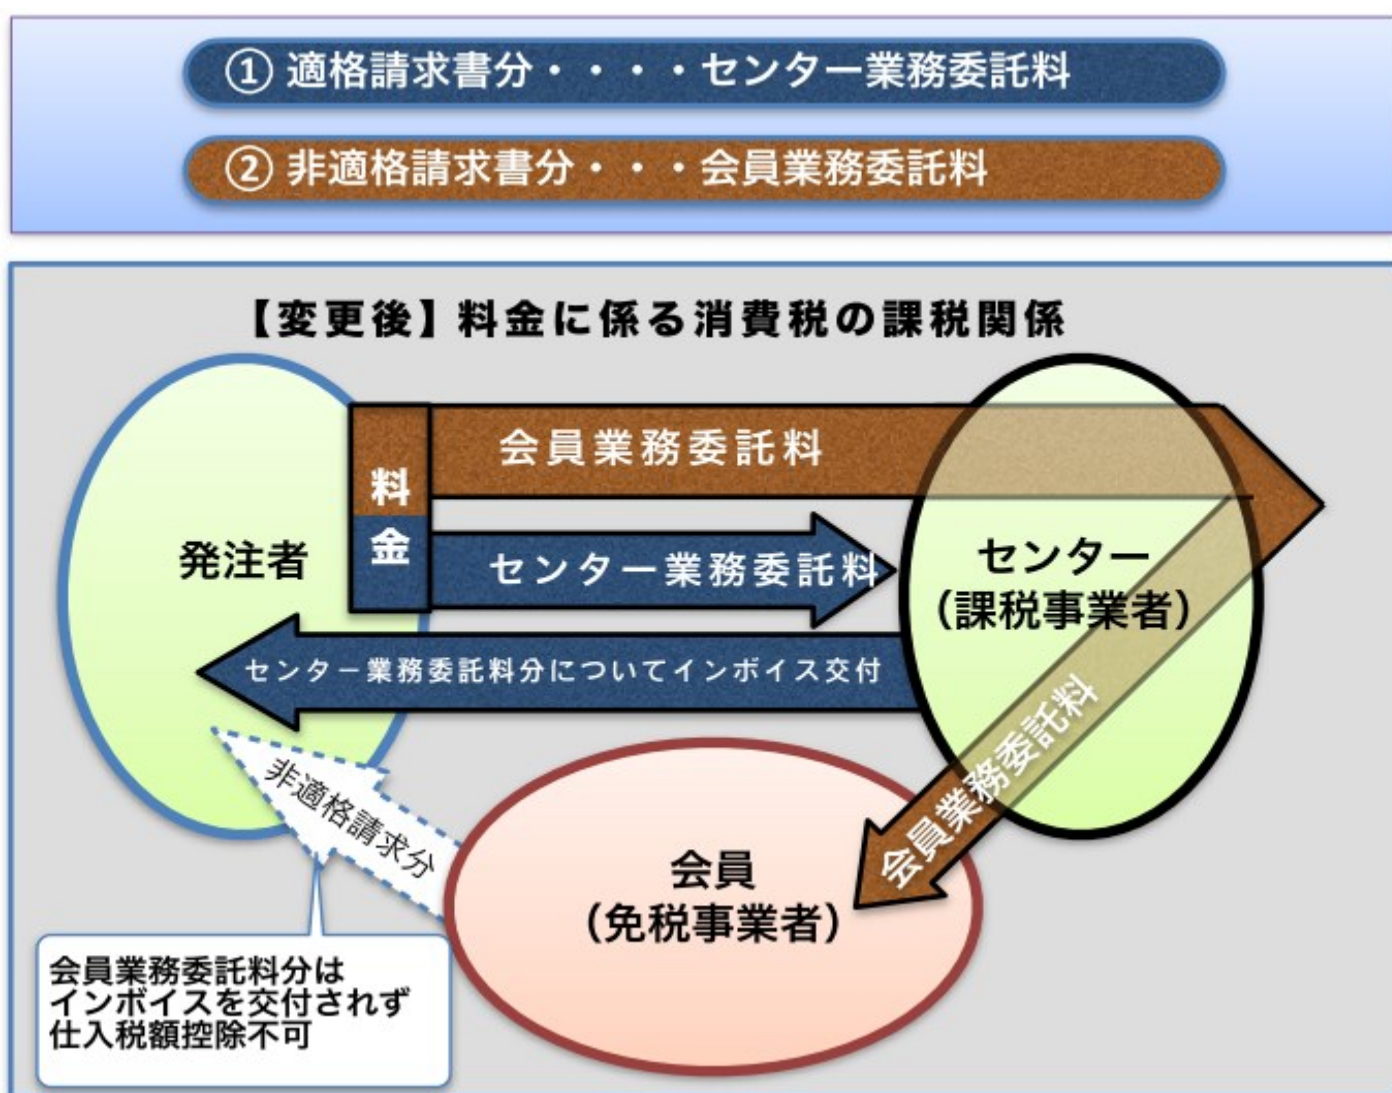 ① 適格請求書分・・・・センター業務委託料
② 非適格請求書分・・・会員業務委託料
【変更後】料金に係る消費税の課税関係
会員業務委託料
料
金
発注者
センター業務委託料
センター
（課税事業者）
センター業務委託料分についてインボイス交付
会員業務委託料
非適格請求分
会員
（免税事業者）
会員業務委託料分は
インボイスを交付されず
仕入税額控除不可